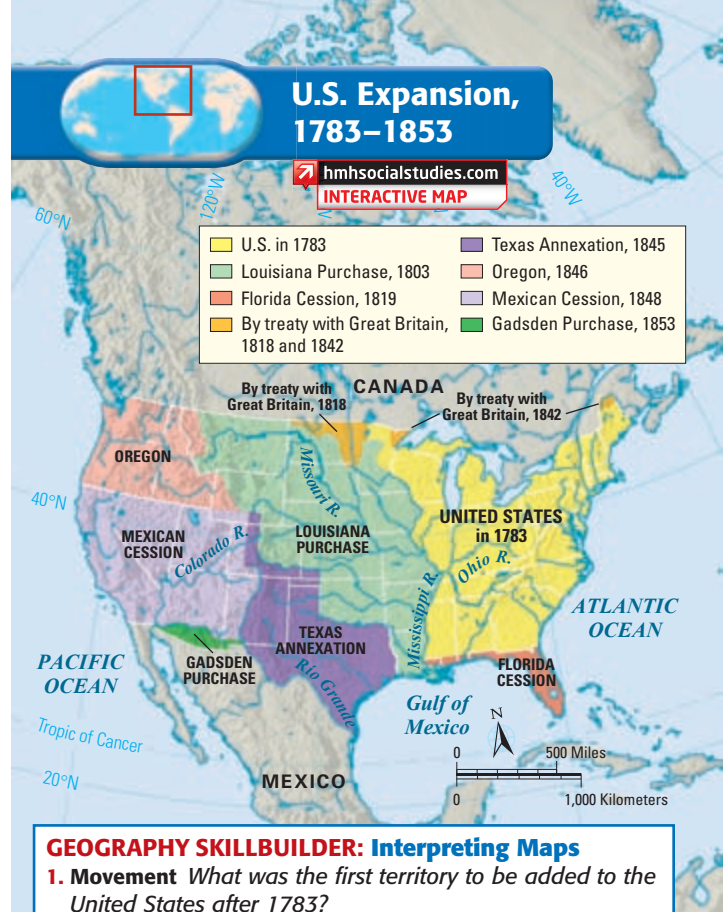 U.S. Expansion,
1783–1853
hmhsocialstudies.com
INTERACTIVE MAP
120°W
40°W
60°N
U.S. in 1783
Louisiana Purchase, 1803
Florida Cession, 1819
By treaty with Great Britain,
1818 and 1842
Texas Annexation, 1845
Oregon, 1846
Mexican Cession, 1848
Gadsden Purchase, 1853
By treaty with
Great Britain, 1818
CANADA
By treaty with
Great Britain, 1842
OREGON
Missouri R.
40°N
MEXICAN
CESSION
Colorado R.
LOUISIANA
PURCHASE
UNITED STATES
in 1783
Ohio R.
Mississippi R.
ATLANTIC
OCEAN
TEXAS
ANNEXATION
PACIFIC
OCEAN
GADSDEN
PURCHASE
Rio Grande
FLORIDA
CESSION
Gulf of
Mexico
N
Tropic of Cancer
0 500 Miles
20°N
MEXICO
0 1,000 Kilometers
GEOGRAPHY SKILLBUILDER: Interpreting Maps
1. Movement What was the first territory to be added to the
United States after 1783?